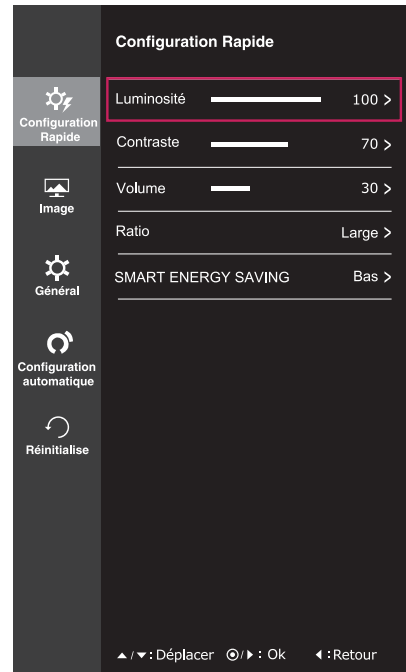 Configuration Rapide
Configuration
Rapide
Image
Général
Configuration
automatique
Réinitialise
Luminosité 100 >
Contraste 70 >
Volume 30 >
Ratio Large >
SMART ENERGY SAVING Bas >
▲/▼: Déplacer ⦿/▶: Ok ◀: Retour